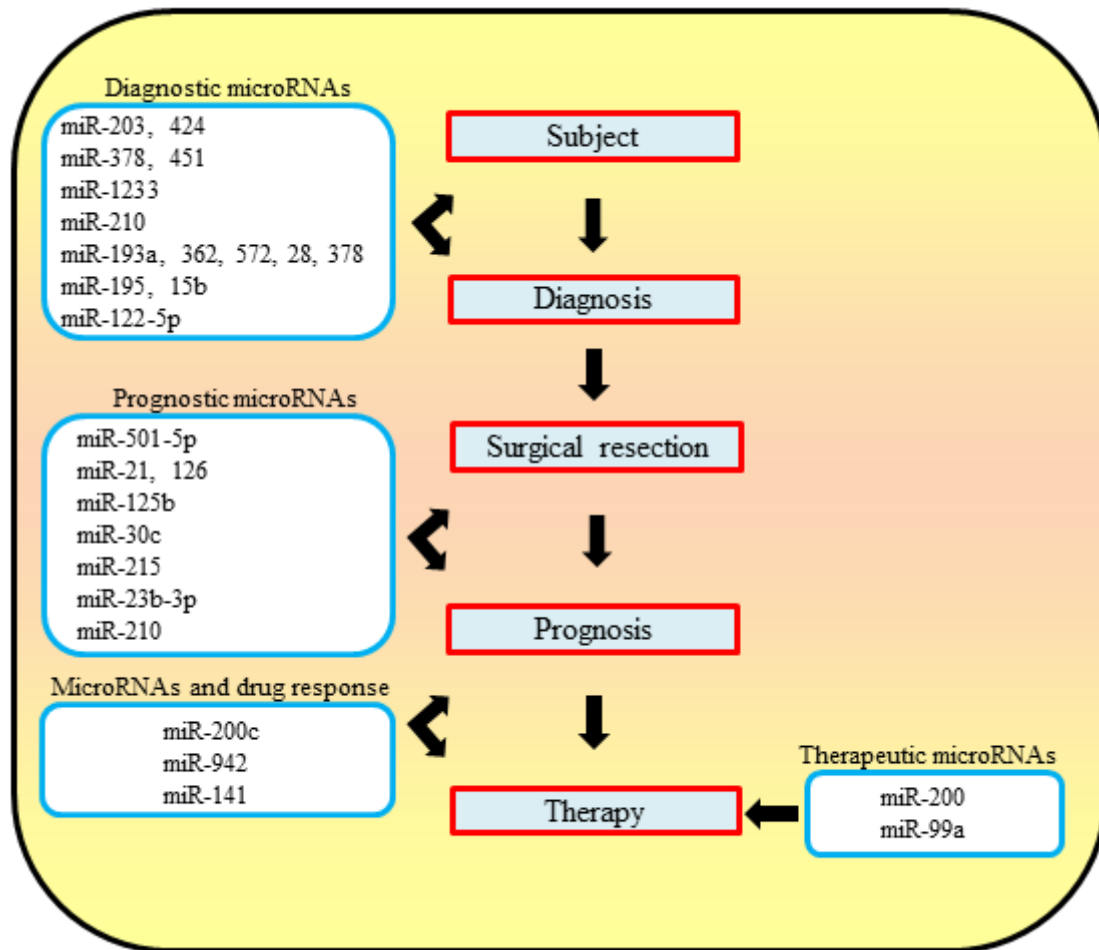 Diagnostic microRNAs
miR-203, 424
miR-378, 451
miR-1233
miR-210
miR-193a, 362, 572, 28, 378
miR-195, 15b
miR-122-5p
Subject
Diagnosis
Surgical resection
Prognosis
Therapy
Prognostic microRNAs
miR-501-5p
miR-21, 126
miR-125b
miR-30c
miR-215
miR-23b-3p
miR-210
MicroRNAs and drug response
miR-200c
miR-942
miR-141
Therapeutic microRNAs
miR-200
miR-99a